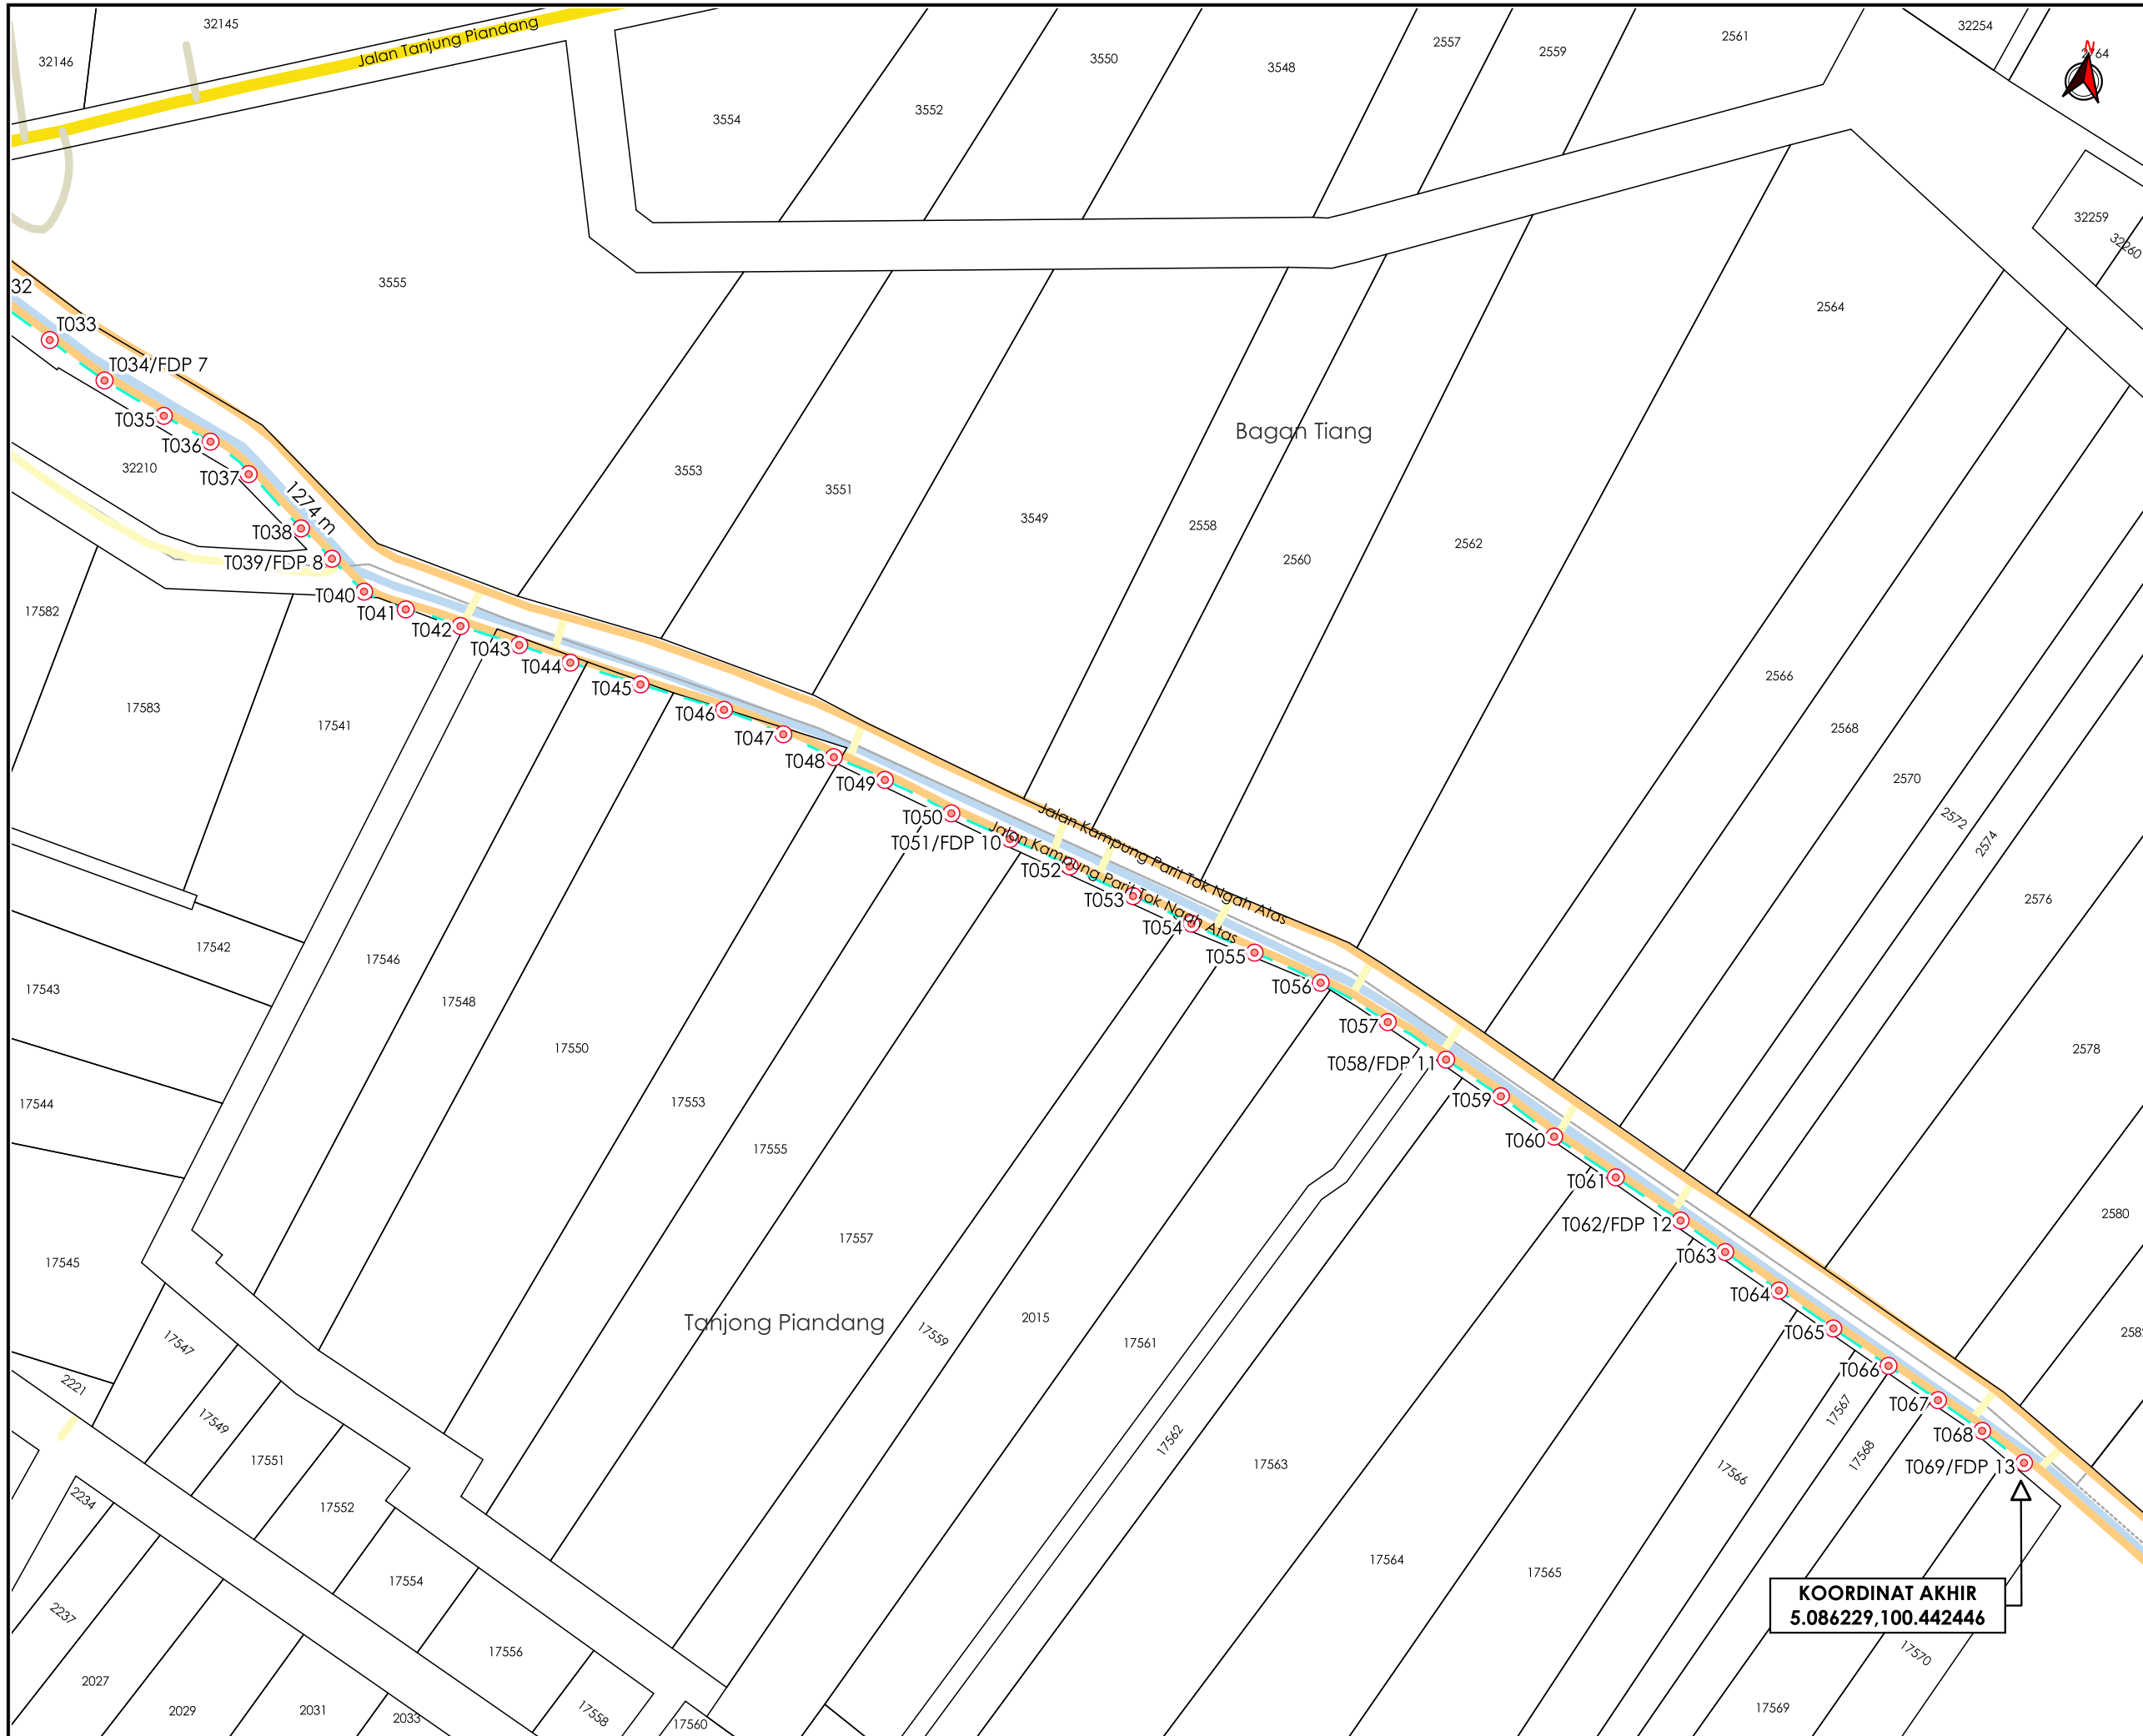 32145
32146
Jalan Tanjung Piandang
3550
3548
2557
2559
2561
32254
N
3554
3552
32259
32260
3555
2564
32
T033
T034/FDP 7
T035
T036
T037
32210
1274 m
T038
T039/FDP 8
T040
T041
T042
T043
T044
T045
T046
T047
T048
T049
T050
T051/FDP 10
T052
T053
T054
T055
T056
T057
T058/FDP 11
T059
T060
T061
T062/FDP 12
T063
T064
T065
T066
T067
T068
T069/FDP 13
Bagan Tiang
3553
3551
3549
2558
2560
2562
2566
2568
2570
2572
2574
2576
2578
2580
Jalan Kampung Parit Tok Ngah Atas
Jalan Kampung Parit Tok Ngah Atas
17582
17583
17541
17542
17543
17544
17545
17546
17548
17550
17553
17555
17557
Tanjong Piandang
17559
2015
17561
17562
17563
17564
17565
17566
17567
17568
17569
17570
17547
2221
17549
17551
17552
17554
17556
17558
17560
2234
2237
2027
2029
2031
2033
KOORDINAT AKHIR
5.086229,100.442446